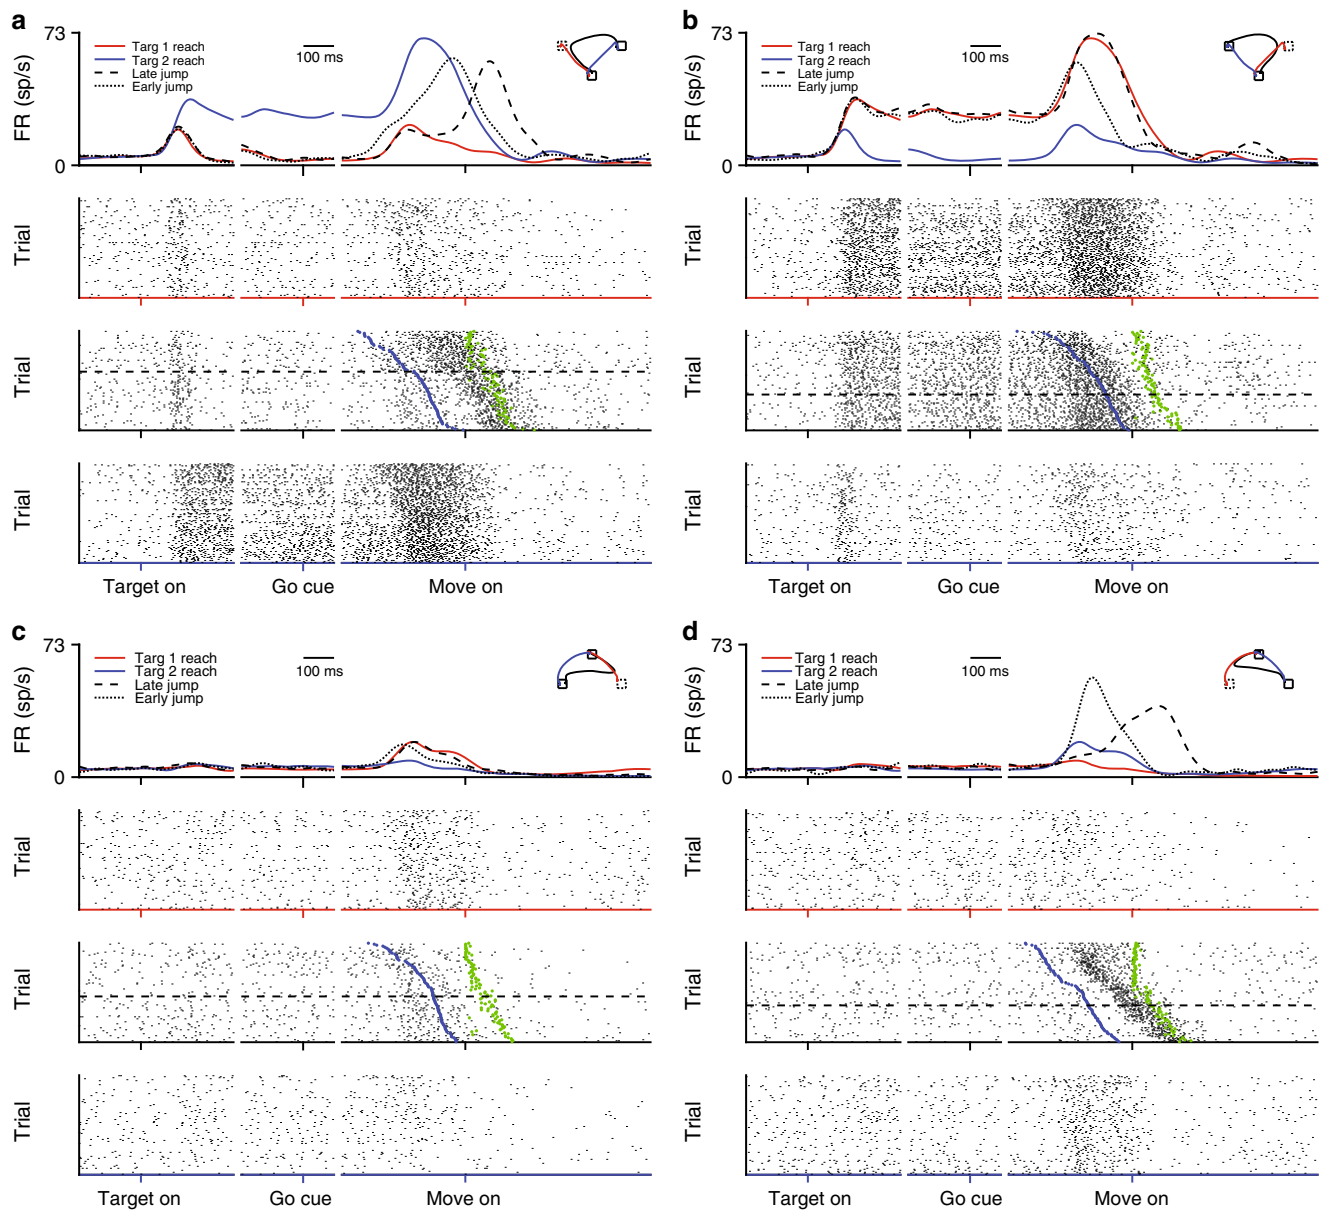 a
73
FR (sp/s)
0
Targ 1 reach
Targ 2 reach
Late jump
Early jump
100 ms
Trial
Trial
Trial
Target on
Go cue
Move on
b
73
FR (sp/s)
0
Targ 1 reach
Targ 2 reach
Late jump
Early jump
100 ms
Trial
Trial
Trial
Target on
Go cue
Move on
c
73
FR (sp/s)
0
Targ 1 reach
Targ 2 reach
Late jump
Early jump
100 ms
Trial
Trial
Trial
Target on
Go cue
Move on
d
73
FR (sp/s)
0
Targ 1 reach
Targ 2 reach
Late jump
Early jump
100 ms
Trial
Trial
Trial
Target on
Go cue
Move on